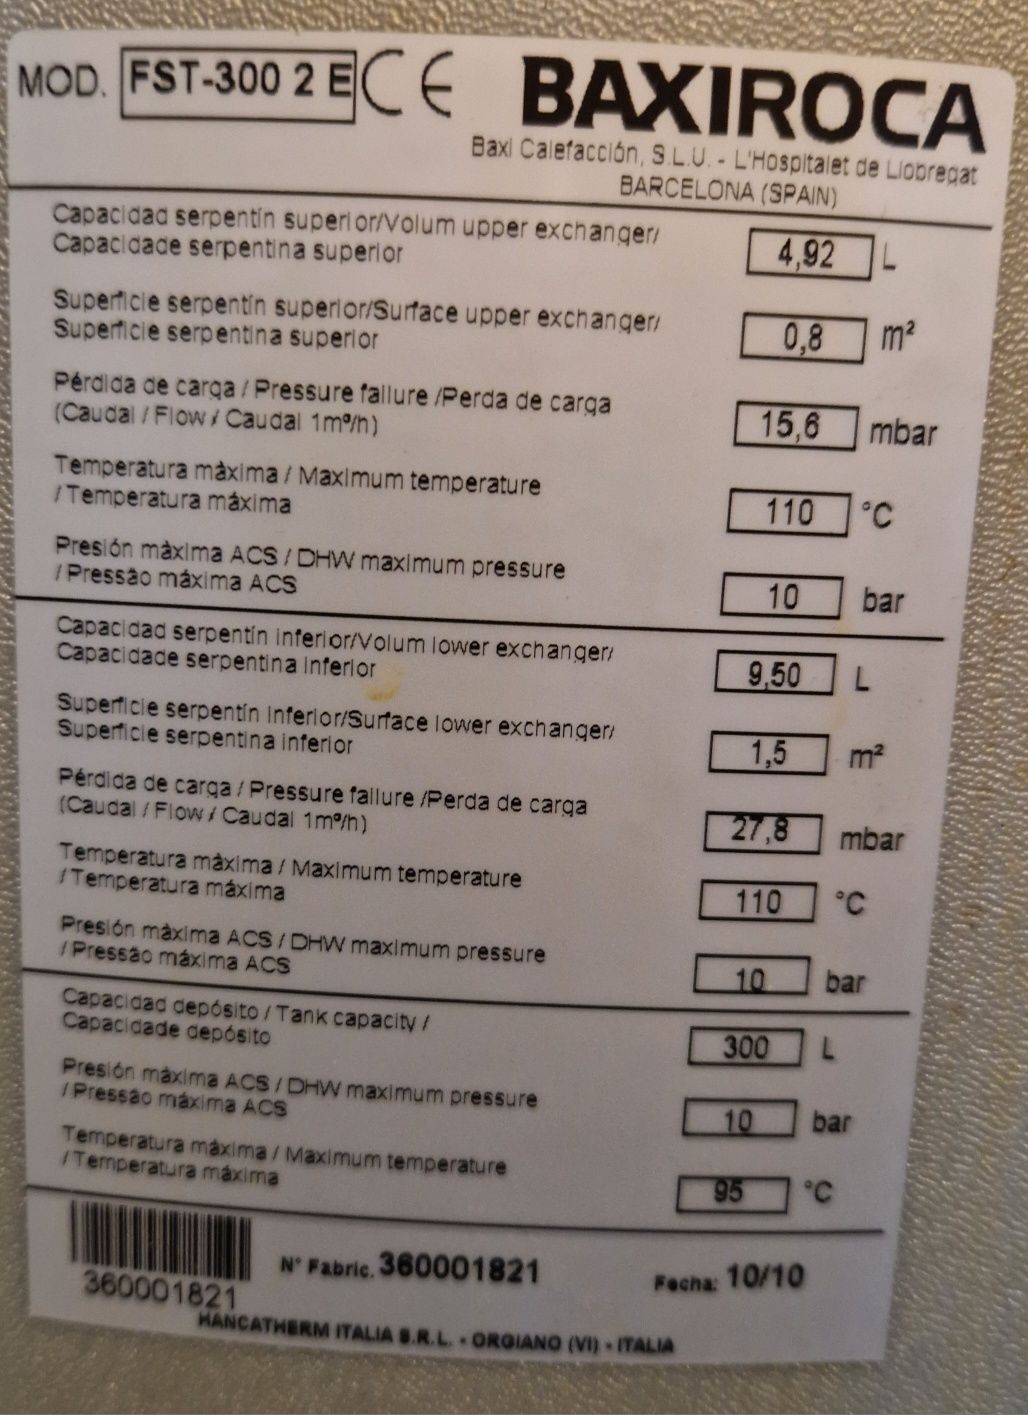 MOD. FST-300 2 E CE BAXIROCA
Baxi Calefacción, S.L.U. - L'Hospitalet de Llobregat
BARCELONA (SPAIN)
Capacidad serpentín superior/Volum upper exchanger/
Capacidade serpentina superior
4,92 L
Superficie serpentín superior/Surface upper exchanger/
Superficie serpentina superior
0,8 m²
Pérdida de carga / Pressure failure /Perda de carga
(Caudal / Flow / Caudal 1m³/h)
15,6 mbar
Temperatura màxima / Maximum temperature
/ Temperatura máxima
110 °C
Presión màxima ACS / DHW maximum pressure
/ Pressão máxima ACS
10 bar
Capacidad serpentín inferior/Volum lower exchanger/
Capacidade serpentina inferior
9,50 L
Superficie serpentín inferior/Surface lower exchanger/
Superficie serpentina inferior
1,5 m²
Pérdida de carga / Pressure failure /Perda de carga
(Caudal / Flow / Caudal 1m³/h)
27,8 mbar
Temperatura màxima / Maximum temperature
/ Temperatura máxima
110 °C
Presión màxima ACS / DHW maximum pressure
/ Pressão máxima ACS
10 bar
Capacidad depósito / Tank capacity /
Capacidade depósito
300 L
Presión màxima ACS / DHW maximum pressure
/ Pressão máxima ACS
10 bar
Temperatura màxima / Maximum temperature
/ Temperatura máxima
95 °C
360001821
N° Fabric. 360001821
Fecha: 10/10
HANCATHERM ITALIA S.R.L. - ORGIANO (VI) - ITALIA